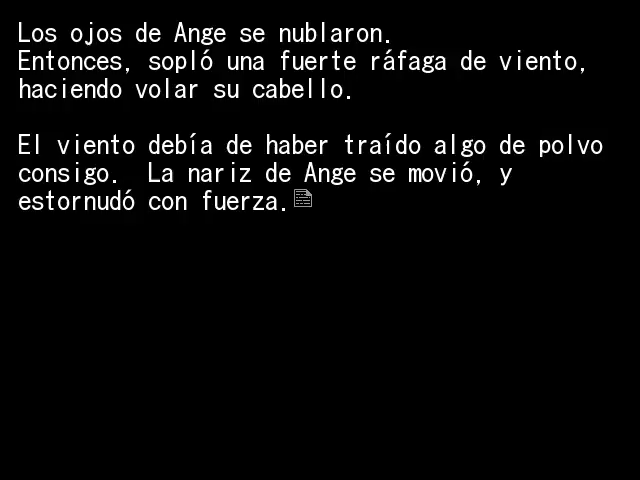 Los ojos de Ange se nublaron.
Entonces, sopló una fuerte ráfaga de viento,
haciendo volar su cabello.
El viento debía de haber traído algo de polvo
consigo.  La nariz de Ange se movió, y
estornudó con fuerza.